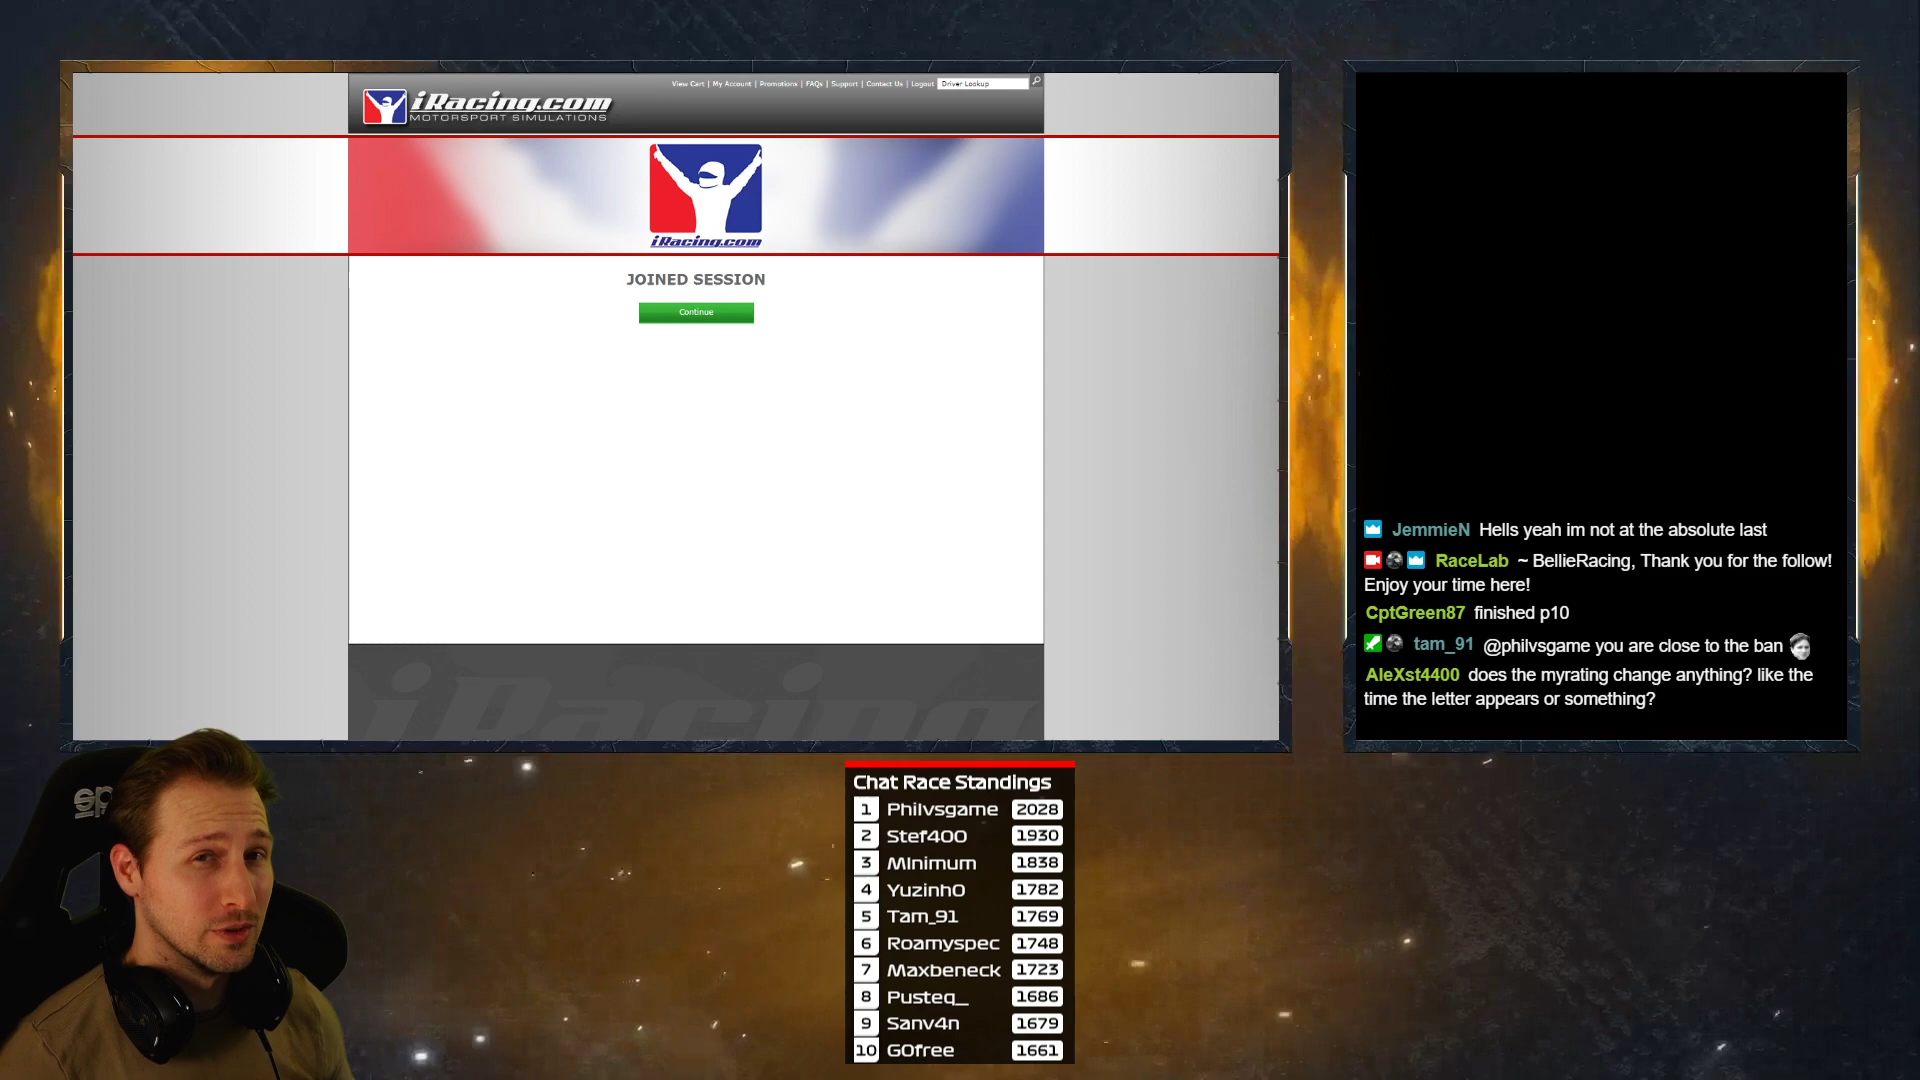 View Cart | My Account | Promotions | FAQs | Support | Contact Us | Logout Driver Lookup
iRacing.com
MOTORSPORT SIMULATIONS
iRacing.com
JOINED SESSION
Continue
iRacing
JemmieN Hells yeah im not at the absolute last
RaceLab ~ BellieRacing, Thank you for the follow!
Enjoy your time here!
CptGreen87 finished p10
tam_91 @philvsgame you are close to the ban
AleXst4400 does the myrating change anything? like the
time the letter appears or something?
sp
Chat Race Standings
1 Philvsgame 2028
2 Stef400 1930
3 M1nimum 1838
4 Yuzinh0 1782
5 Tam_91 1769
6 Roamyspec 1748
7 Maxbeneck 1723
8 Pusteq_ 1686
9 Sanv4n 1679
10 G0free 1661